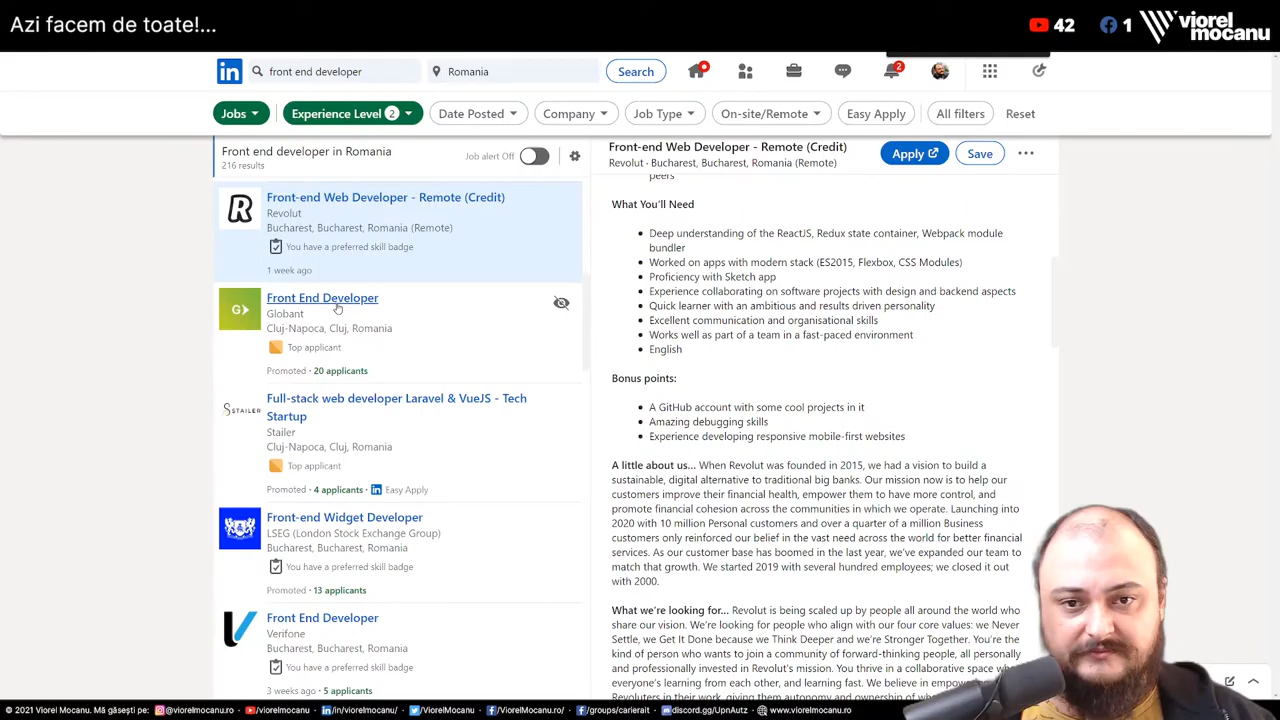 Azi facem de toate!...
42
1
viorel
mocanu
in
front end developer
Romania
Search
2
Jobs
Experience Level 2
Date Posted
Company
Job Type
On-site/Remote
Easy Apply
All filters
Reset
Front end developer in Romania
216 results
Job alert Off
Front-end Web Developer - Remote (Credit)
Revolut
Bucharest, Bucharest, Romania (Remote)
You have a preferred skill badge
1 week ago
Front End Developer
Globant
Cluj-Napoca, Cluj, Romania
Top applicant
Promoted · 20 applicants
STAILER
Full-stack web developer Laravel & VueJS - Tech
Startup
Stailer
Cluj-Napoca, Cluj, Romania
Top applicant
Promoted · 4 applicants · in Easy Apply
Front-end Widget Developer
LSEG (London Stock Exchange Group)
Bucharest, Bucharest, Romania
You have a preferred skill badge
Promoted · 13 applicants
Front End Developer
Verifone
Bucharest, Bucharest, Romania
You have a preferred skill badge
3 weeks ago · 5 applicants
Front-end Web Developer - Remote (Credit)
Revolut · Bucharest, Bucharest, Romania (Remote)
Apply
Save
peers
What You'll Need
Deep understanding of the ReactJS, Redux state container, Webpack module
bundler
Worked on apps with modern stack (ES2015, Flexbox, CSS Modules)
Proficiency with Sketch app
Experience collaborating on software projects with design and backend aspects
Quick learner with an ambitious and results driven personality
Excellent communication and organisational skills
Works well as part of a team in a fast-paced environment
English
Bonus points:
A GitHub account with some cool projects in it
Amazing debugging skills
Experience developing responsive mobile-first websites
A little about us... When Revolut was founded in 2015, we had a vision to build a
sustainable, digital alternative to traditional big banks. Our mission now is to help our
customers improve their financial health, empower them to have more control, and
promote financial cohesion across the communities in which we operate. Launching into
2020 with 10 million Personal customers and over a quarter of a million Business
customers only reinforced our belief in the vast need across the world for better financial
services. As our customer base has boomed in the last year, we've expanded our team to
match that growth. We started 2019 with several hundred employees; we closed it out
with 2000.
What we're looking for... Revolut is being scaled up by people all around the world who
share our vision. We're looking for people who align with our four core values: we Never
Settle, we Get It Done because we Think Deeper and we're Stronger Together. You're the
kind of person who wants to join a community of forward-thinking people, all personally
and professionally invested in Revolut's mission. You thrive in a collaborative space
everyone's learning from each other, and learning fast. We believe in
Revoluters in their work, giving them autonomy and ownership of
© 2021 Viorel Mocanu. Mă găsești pe: @viorelmocanu.ro /viorelmocanu in/viorelmocanu/ /ViorelMocanu /ViorelMocanu.ro/ /groups/carierait discord.gg/UpnAutz www.viorelmocanu.ro